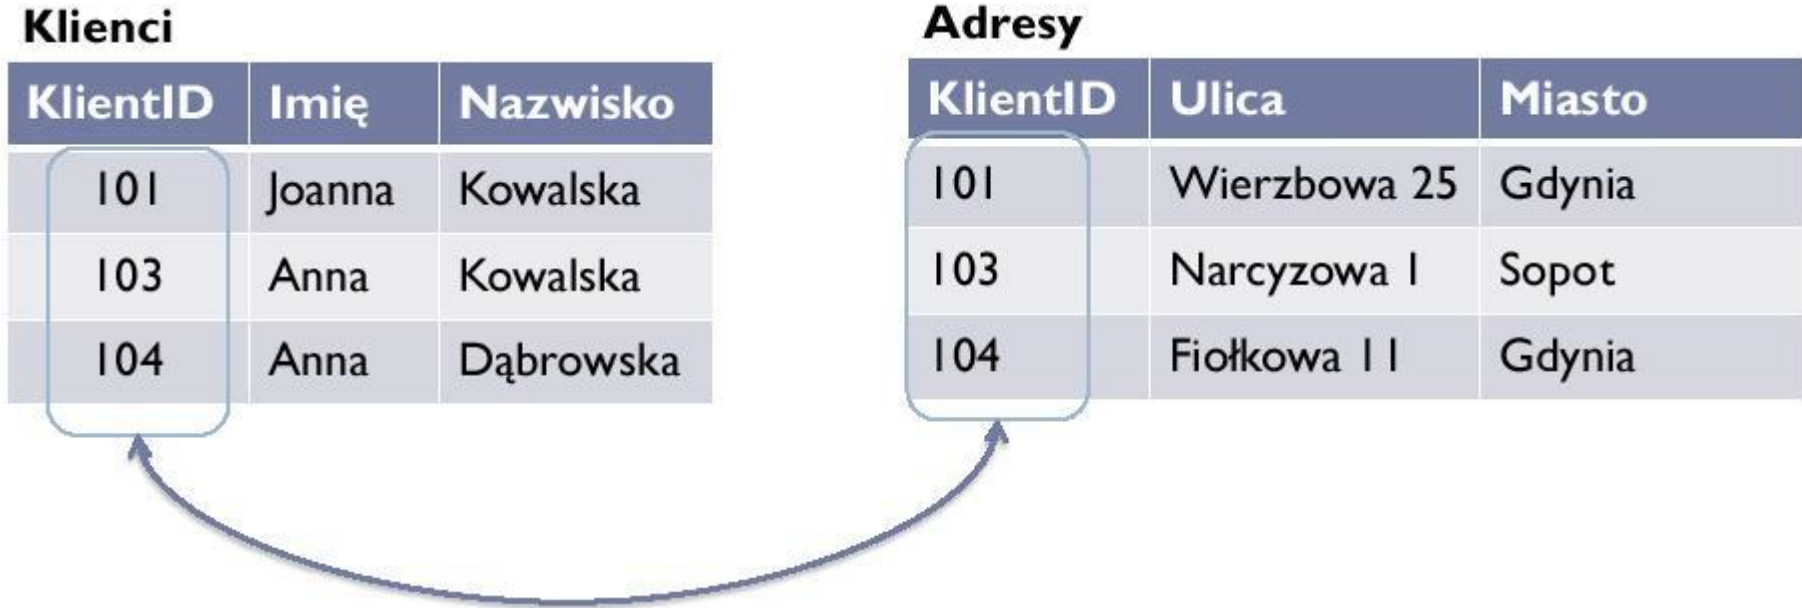 Klienci
KlientID Imię Nazwisko
101 Joanna Kowalska
103 Anna Kowalska
104 Anna Dąbrowska
Adresy
KlientID Ulica Miasto
101 Wierzbowa 25 Gdynia
103 Narcyzowa 1 Sopot
104 Fiołkowa 11 Gdynia